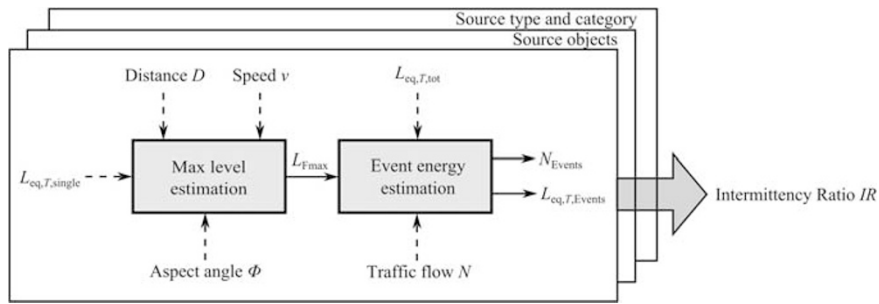 Source type and category
Source objects
Distance D
Speed v
L_eq,T,tot
L_eq,T,single
Max level
estimation
L_Fmax
Event energy
estimation
N_Events
L_eq,T,Events
Intermittency Ratio IR
Aspect angle Φ
Traffic flow N